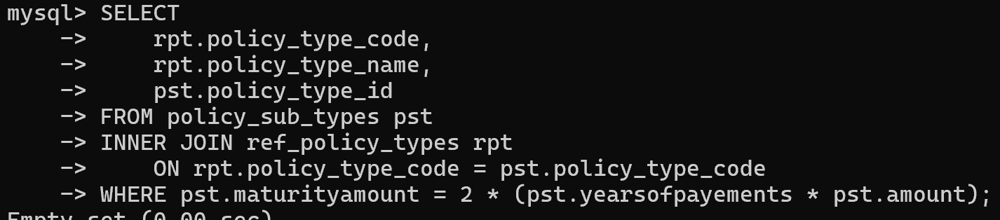 mysql> SELECT
    ->     rpt.policy_type_code,
    ->     rpt.policy_type_name,
    ->     pst.policy_type_id
    -> FROM policy_sub_types pst
    -> INNER JOIN ref_policy_types rpt
    ->     ON rpt.policy_type_code = pst.policy_type_code
    -> WHERE pst.maturityamount = 2 * (pst.yearsofpayements * pst.amount);
Empty set (0.00 sec)